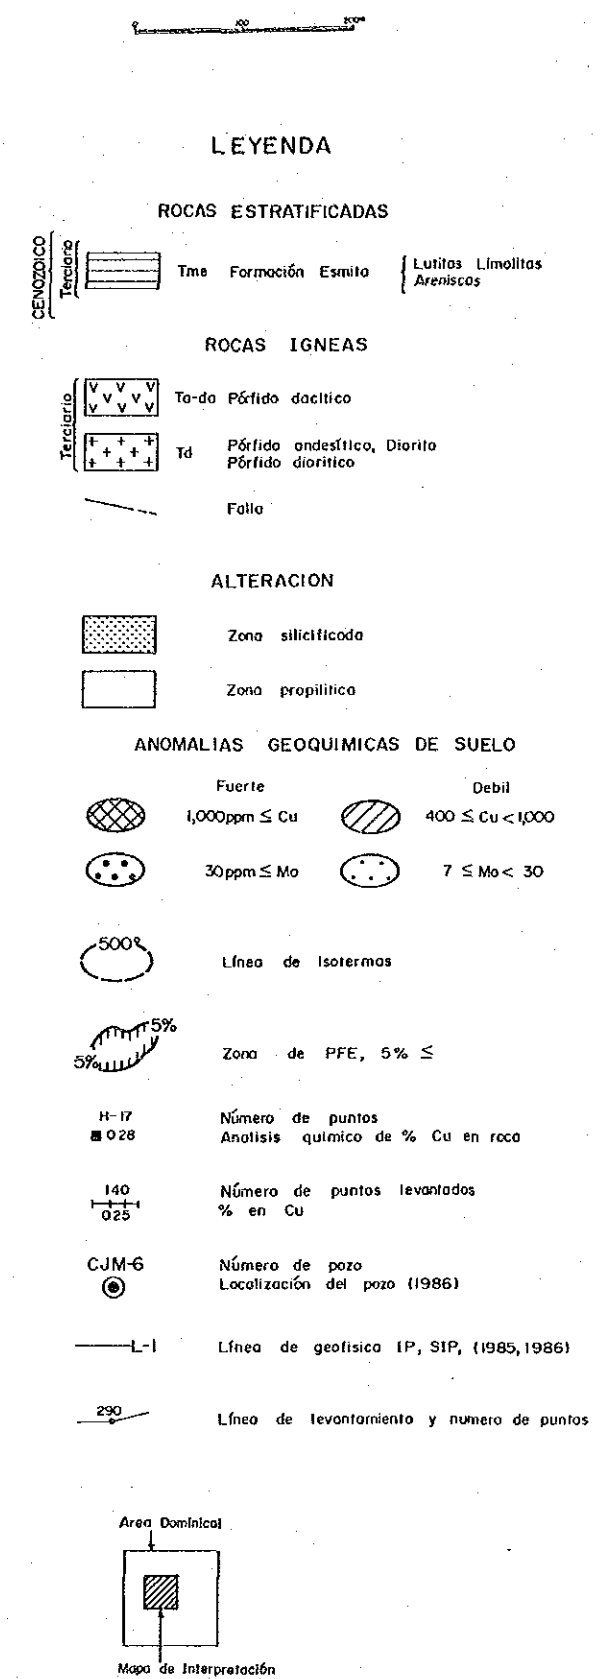 0 100 200m
LEYENDA
ROCAS ESTRATIFICADAS
CENOZOICO
Terciario
Tme Formación Esmita
Lutitas Limolitas
Areniscas
ROCAS IGNEAS
Terciario
Ta-da Pórfido dacítico
Td Pórfido andesítico, Diorita
Pórfido diorítico
Falla
ALTERACION
Zona silicificada
Zona propilitica
ANOMALIAS GEOQUIMICAS DE SUELO
Fuerte Debil
1,000ppm ≤ Cu 400 ≤ Cu < 1,000
30ppm ≤ Mo 7 ≤ Mo < 30
500 Línea de Isotermas
5% 5% Zona de PFE, 5% ≤
H-17 Número de puntos
0.28 Analisis químico de % Cu en roca
140 Número de puntos levantados
0.25 % en Cu
CJM-6 Número de pozo
Localización del pozo (1986)
L-1 Línea de geofisica IP, SIP, (1985, 1986)
290 Línea de levantamiento y numero de puntos
Area Dominical
Mapa de Interpretación